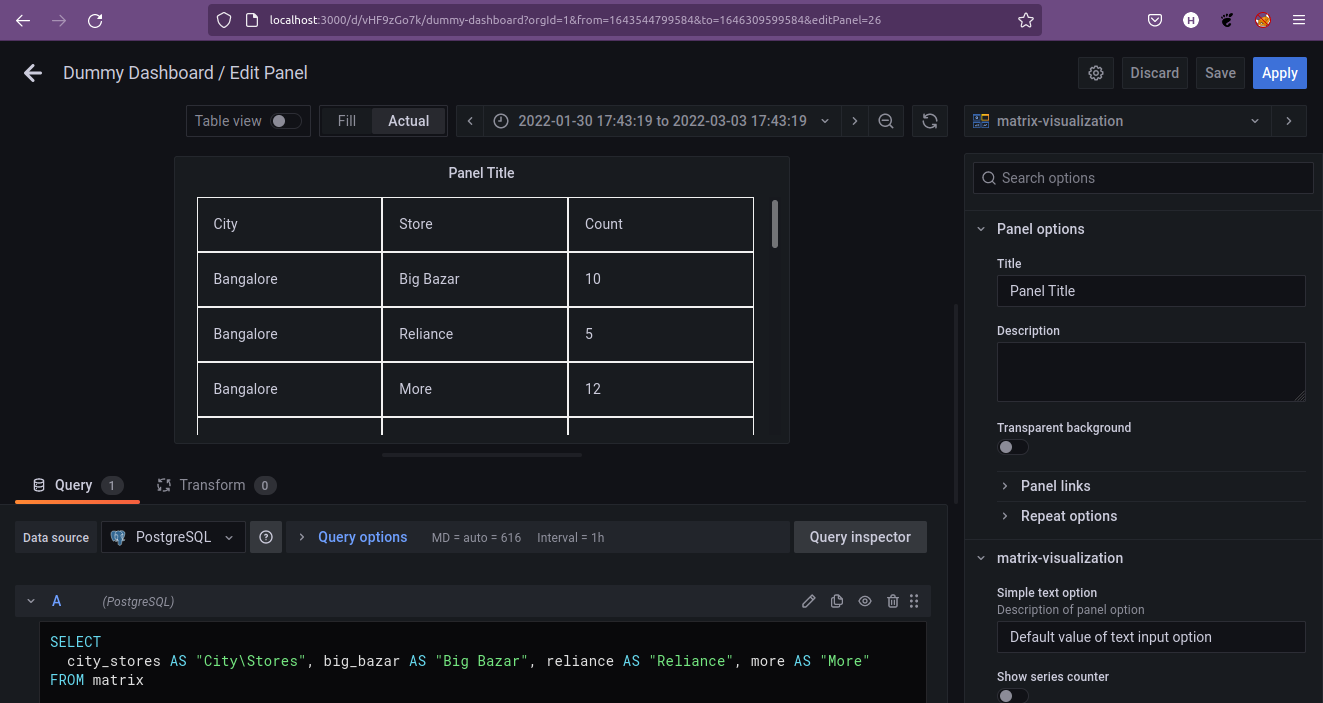 localhost:3000/d/vHF9zGo7k/dummy-dashboard?orgId=1&from=1643544799584&to=1646309599584&editPanel=26
H
Dummy Dashboard / Edit Panel
Discard
Save
Apply
Table view
Fill
Actual
2022-01-30 17:43:19 to 2022-03-03 17:43:19
matrix-visualization
Panel Title
Search options
City Store Count
Bangalore Big Bazar 10
Bangalore Reliance 5
Bangalore More 12
Panel options
Title
Panel Title
Description
Transparent background
Panel links
Repeat options
matrix-visualization
Simple text option
Description of panel option
Default value of text input option
Show series counter
Query 1
Transform 0
Data source
PostgreSQL
Query options
MD = auto = 616
Interval = 1h
Query inspector
A
(PostgreSQL)
SELECT
city_stores AS "City\Stores", big_bazar AS "Big Bazar", reliance AS "Reliance", more AS "More"
FROM matrix